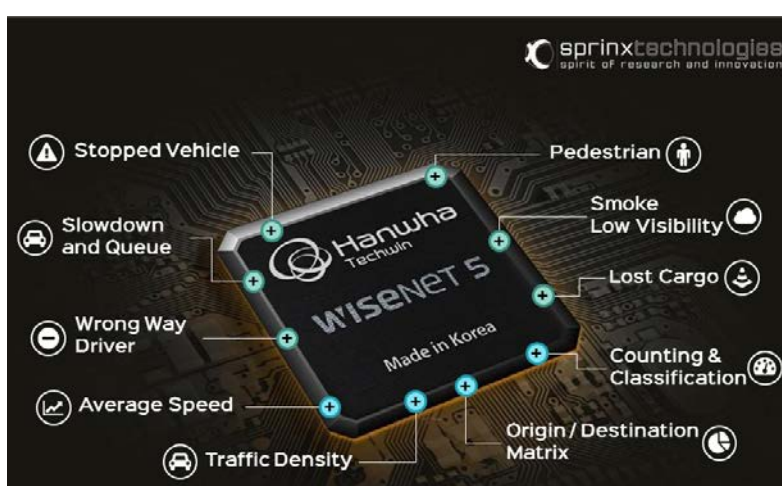 sprinxtechnologies
spirit of research and innovation
Stopped Vehicle
Pedestrian
Slowdown
and Queue
Smoke
Low Visibility
Hanwha
Techwin
WISENET 5
Made in Korea
Lost Cargo
Wrong Way
Driver
Counting &
Classification
Average Speed
Origin / Destination
Matrix
Traffic Density